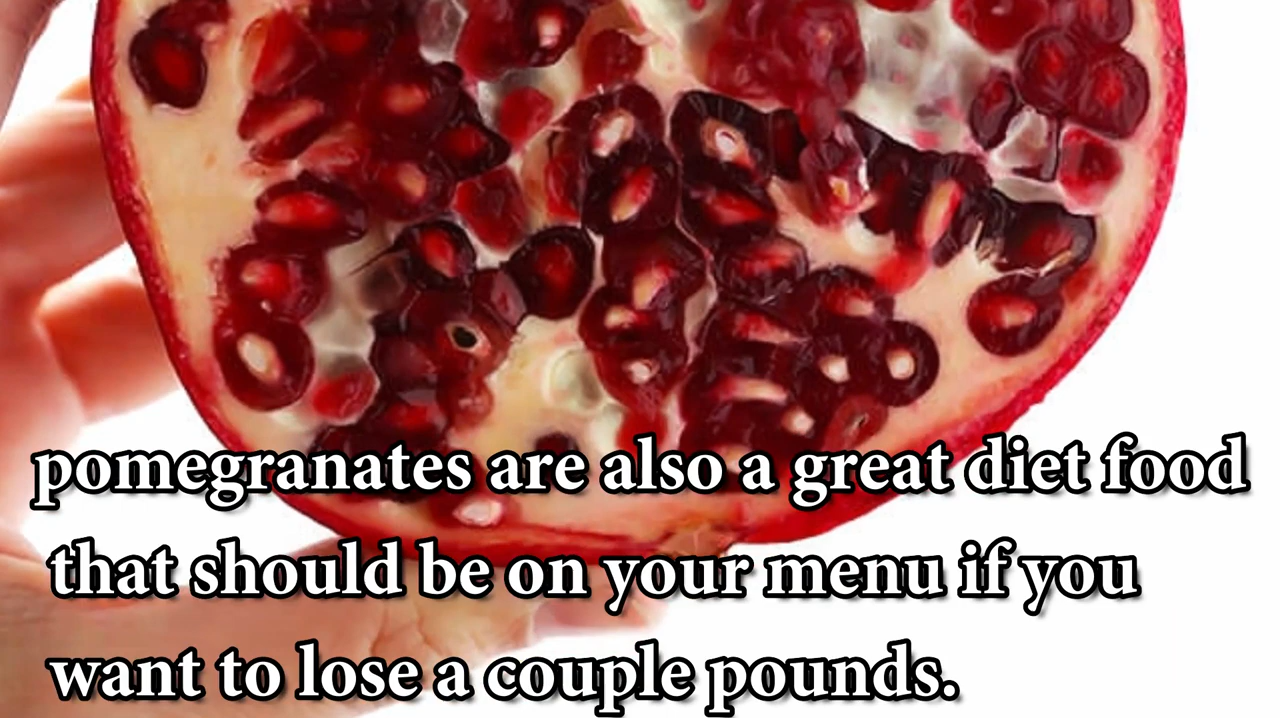 pomegranates are also a great diet food
that should be on your menu if you
want to lose a couple pounds.